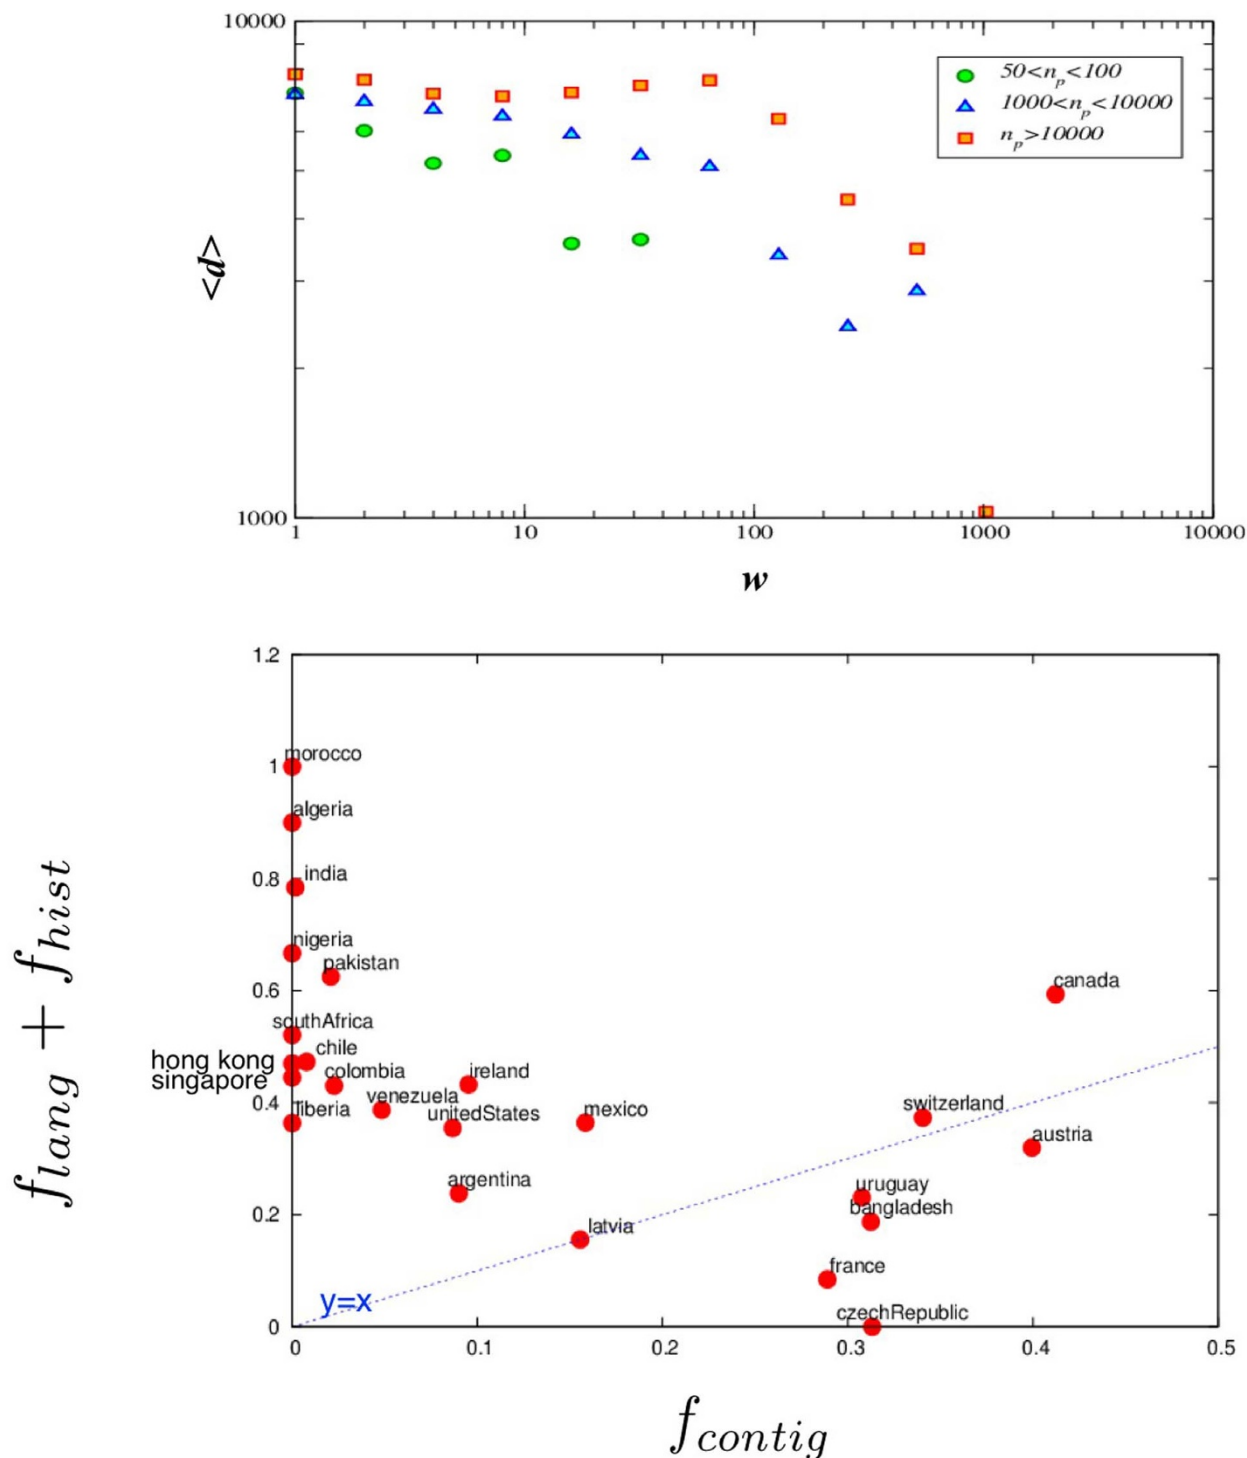 10000
50<n_p<100
1000<n_p<10000
n_p>10000
<d>
1000
1 10 100 1000 10000
w
1.2
morocco
1
algeria
india
0.8
nigeria
pakistan
canada
0.6
southAfrica
chile
hong kong
singapore
colombia
ireland
venezuela
switzerland
0.4
liberia
unitedStates
mexico
austria
argentina
uruguay
bangladesh
0.2
latvia
france
y=x
czechRepublic
0
0 0.1 0.2 0.3 0.4 0.5
f_lang + f_hist
f_contig